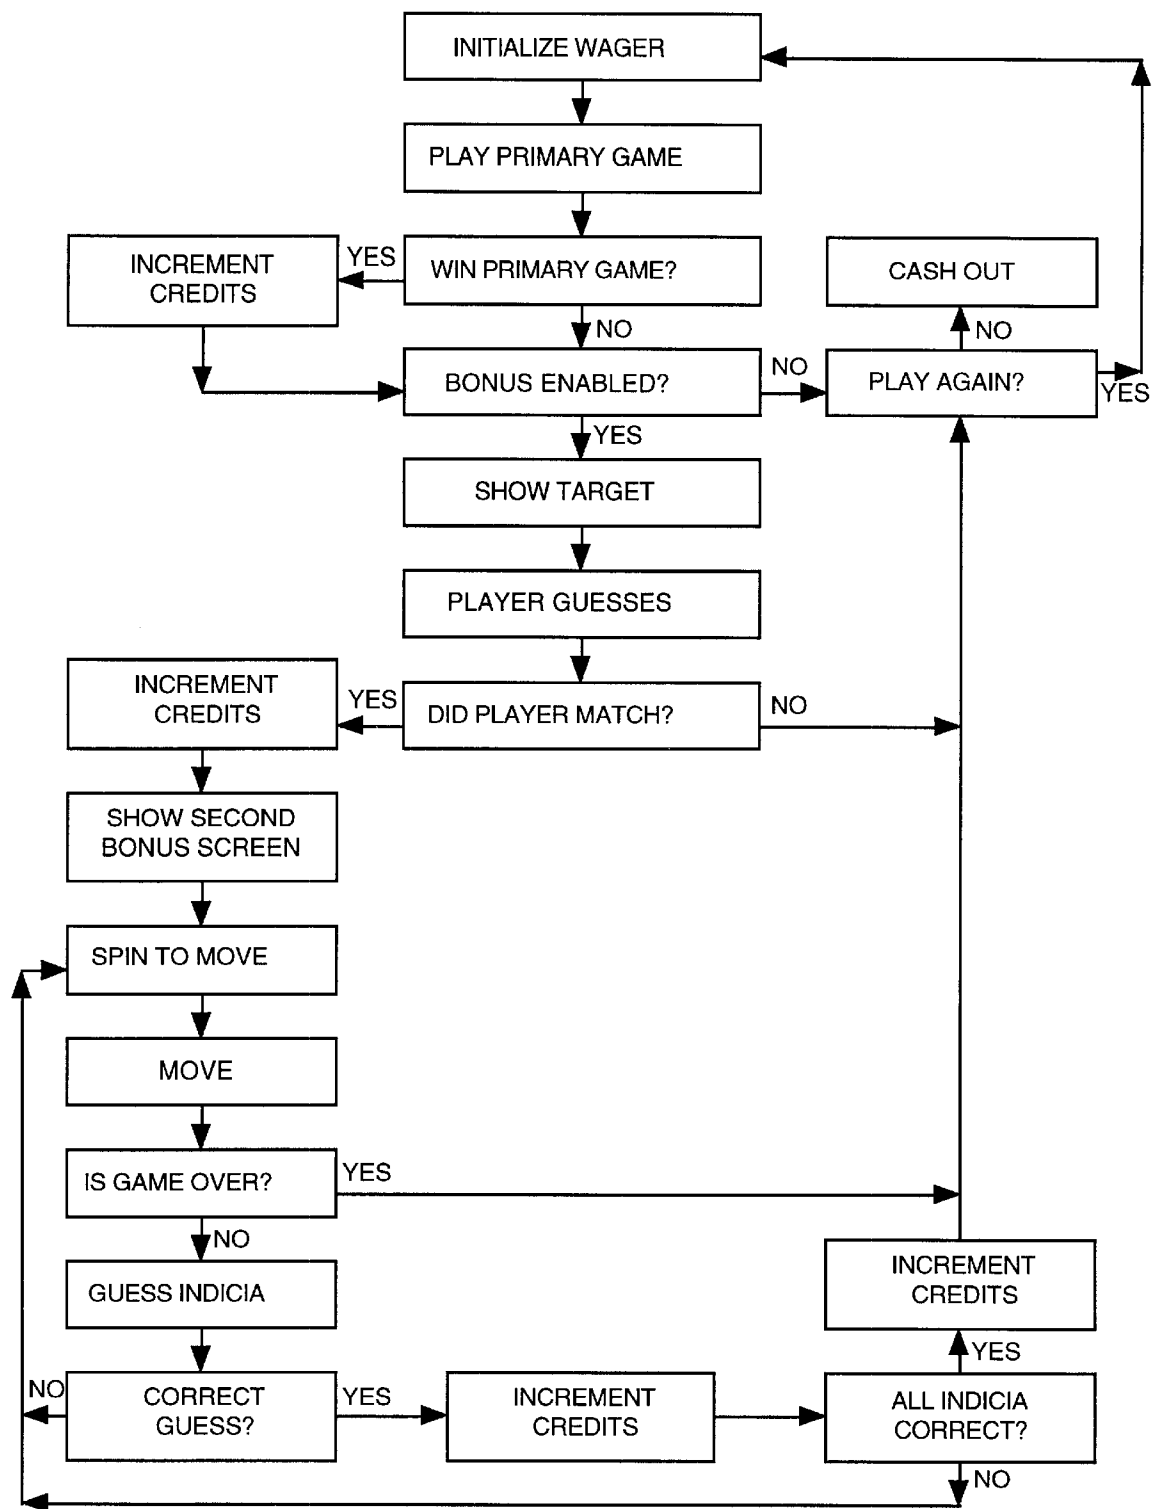 INITIALIZE WAGER
PLAY PRIMARY GAME
INCREMENT
CREDITS
YES
WIN PRIMARY GAME?
CASH OUT
NO
NO
BONUS ENABLED?
NO
PLAY AGAIN?
YES
YES
SHOW TARGET
PLAYER GUESSES
INCREMENT
CREDITS
YES
DID PLAYER MATCH?
NO
SHOW SECOND
BONUS SCREEN
SPIN TO MOVE
MOVE
IS GAME OVER?
YES
NO
GUESS INDICIA
INCREMENT
CREDITS
YES
NO
CORRECT
GUESS?
YES
INCREMENT
CREDITS
ALL INDICIA
CORRECT?
NO